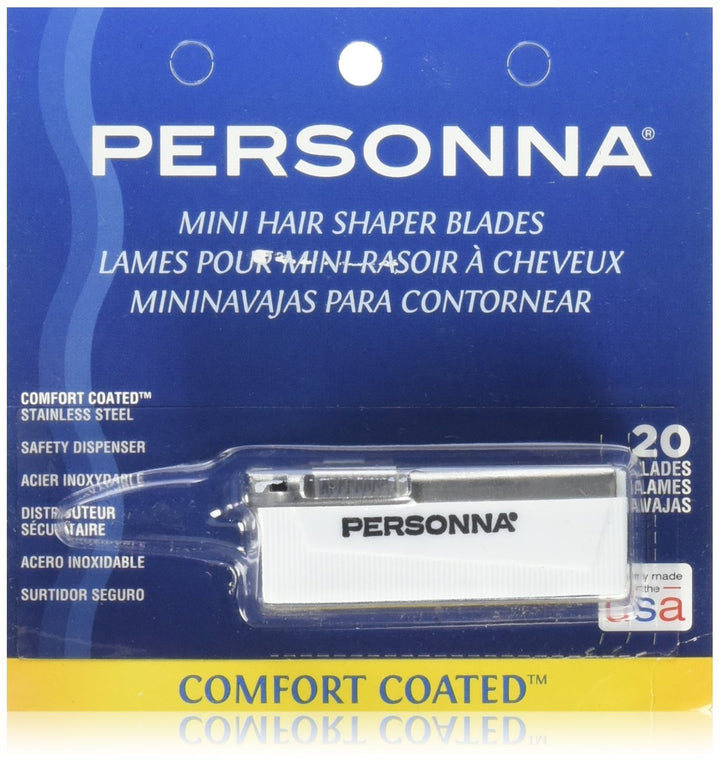 PERSONNA®
MINI HAIR SHAPER BLADES
LAMES POUR MINI-RASOIR À CHEVEUX
MININAVAJAS PARA CONTORNEAR
COMFORT COATED™
STAINLESS STEEL
SAFETY DISPENSER
ACIER INOXYDABLE
DISTRIBUTEUR
SÉCURITAIRE
ACERO INOXIDABLE
SURTIDOR SEGURO
20
BLADES
LAMES
NAVAJAS
PERSONNA®
made
the
usa
COMFORT COATED™